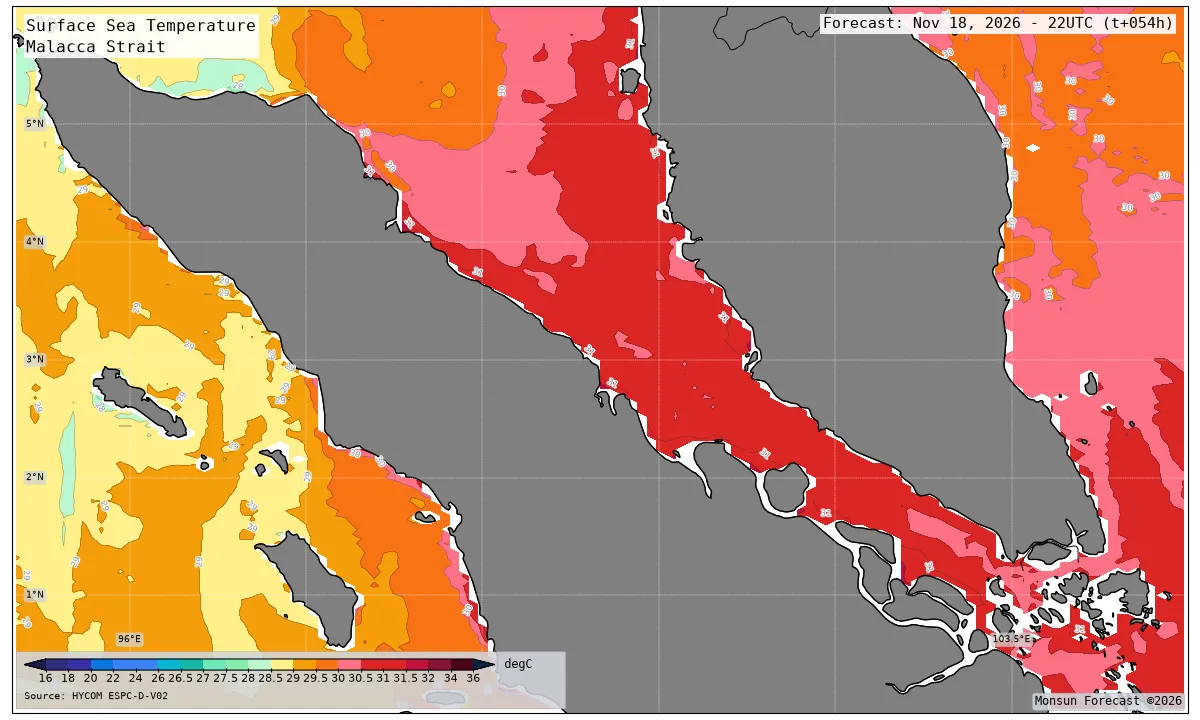 Surface Sea Temperature
Malacca Strait
Forecast: Nov 18, 2026 - 22UTC (t+054h)
5°N
4°N
3°N
2°N
1°N
96°E
103.5°E
degC
16 18 20 22 24 26 26.5 27 27.5 28 28.5 29 29.5 30 30.5 31 31.5 32 34 36
Source: HYCOM ESPC-D-V02
Monsun Forecast ©2026